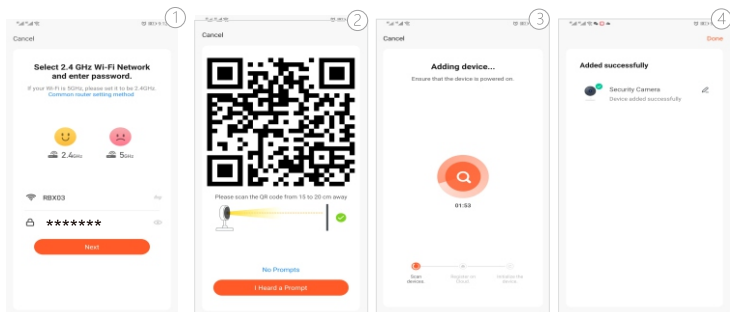 1
Cancel
Select 2.4 GHz Wi-Fi Network
and enter password.
If your Wi-Fi is 5GHz, please set it to be 2.4GHz.
Common router setting method
2.4GHz
5GHz
RBX03
*******
Next
2
Cancel
Please scan the QR code from 15 to 20 cm away
No Prompts
I Heard a Prompt
3
Cancel
Adding device...
Ensure that the device is powered on.
01:53
Scan
devices.
Register on
Cloud.
Initialize the
device.
4
Done
Added successfully
Security Camera
Device added successfully